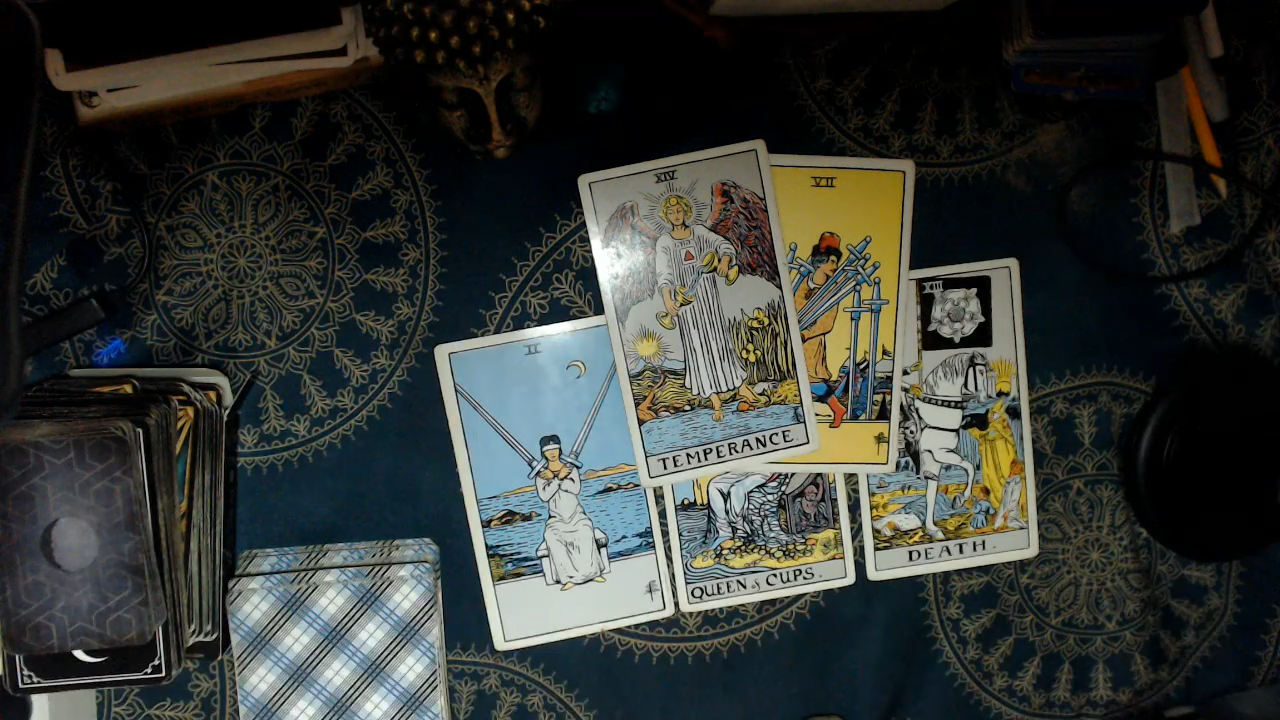 XIV
TEMPERANCE.
VII
XIII
DEATH.
II
QUEEN of CUPS.